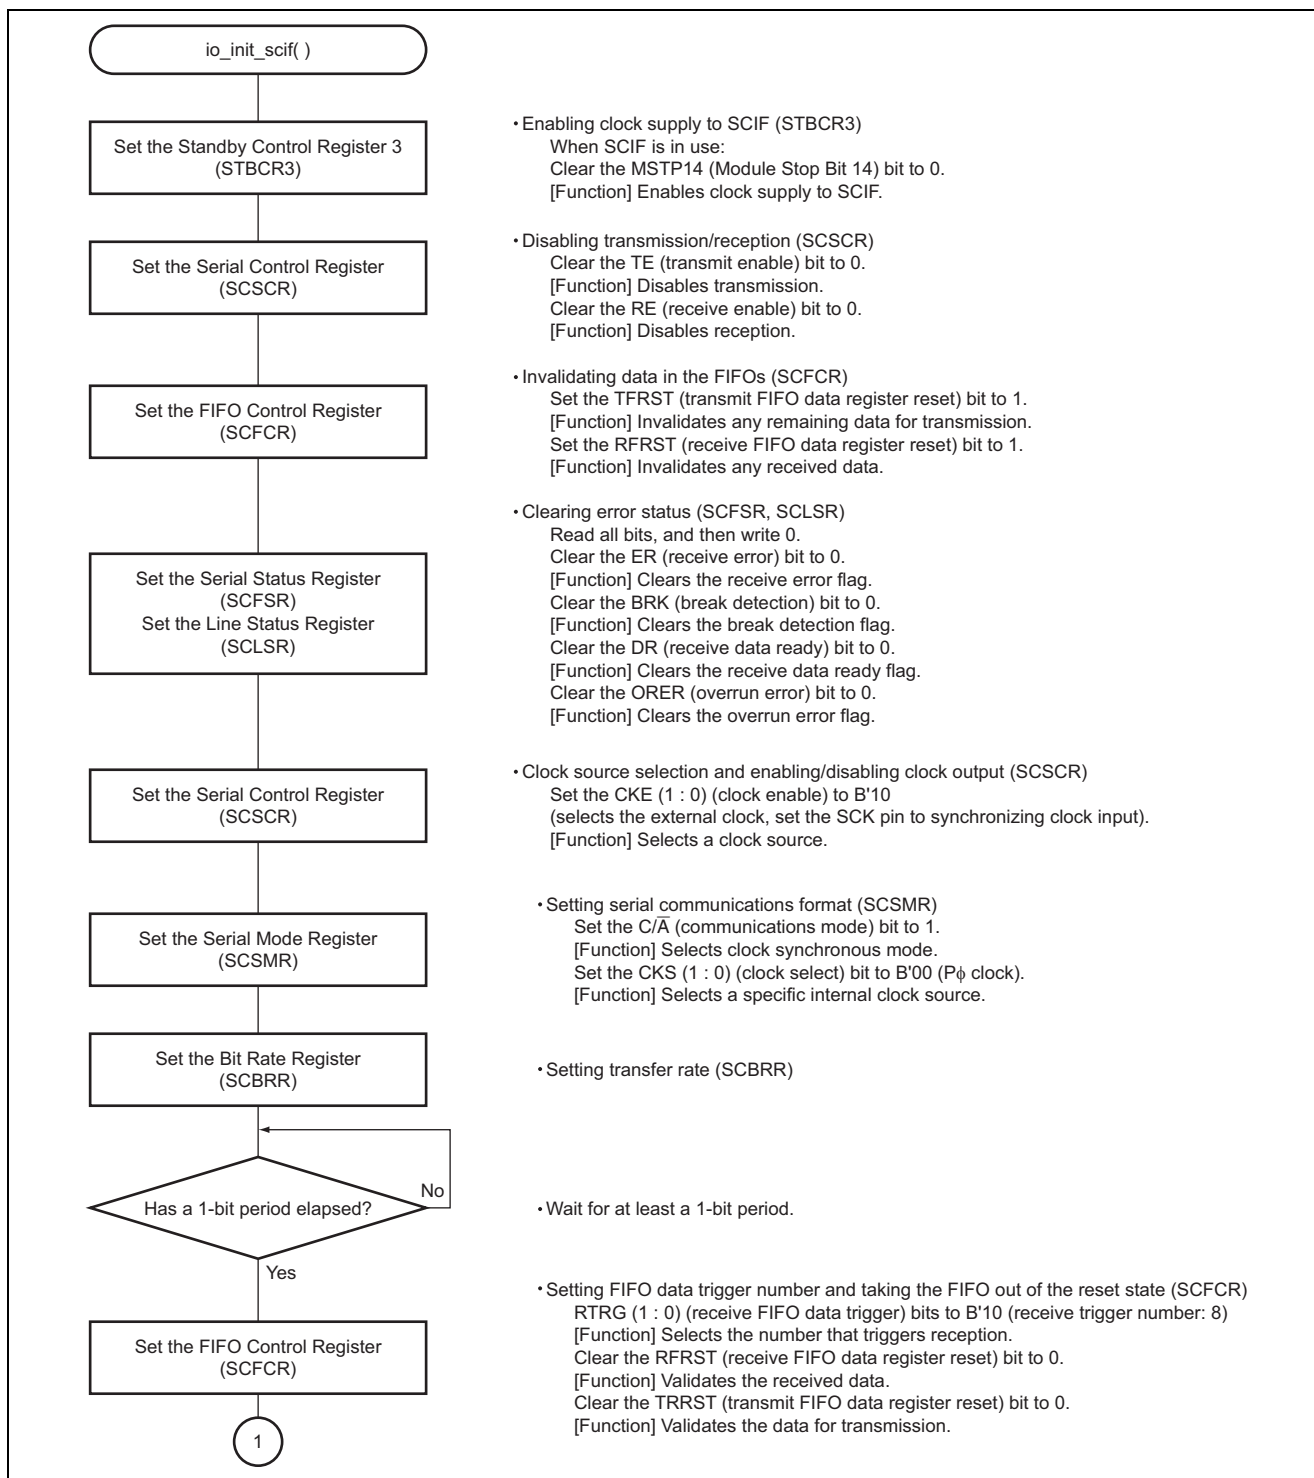 io_init_scif( )
Set the Standby Control Register 3
(STBCR3)
• Enabling clock supply to SCIF (STBCR3)
When SCIF is in use:
Clear the MSTP14 (Module Stop Bit 14) bit to 0.
[Function] Enables clock supply to SCIF.
Set the Serial Control Register
(SCSCR)
• Disabling transmission/reception (SCSCR)
Clear the TE (transmit enable) bit to 0.
[Function] Disables transmission.
Clear the RE (receive enable) bit to 0.
[Function] Disables reception.
Set the FIFO Control Register
(SCFCR)
• Invalidating data in the FIFOs (SCFCR)
Set the TFRST (transmit FIFO data register reset) bit to 1.
[Function] Invalidates any remaining data for transmission.
Set the RFRST (receive FIFO data register reset) bit to 1.
[Function] Invalidates any received data.
Set the Serial Status Register
(SCFSR)
Set the Line Status Register
(SCLSR)
• Clearing error status (SCFSR, SCLSR)
Read all bits, and then write 0.
Clear the ER (receive error) bit to 0.
[Function] Clears the receive error flag.
Clear the BRK (break detection) bit to 0.
[Function] Clears the break detection flag.
Clear the DR (receive data ready) bit to 0.
[Function] Clears the receive data ready flag.
Clear the ORER (overrun error) bit to 0.
[Function] Clears the overrun error flag.
Set the Serial Control Register
(SCSCR)
• Clock source selection and enabling/disabling clock output (SCSCR)
Set the CKE (1 : 0) (clock enable) to B'10
(selects the external clock, set the SCK pin to synchronizing clock input).
[Function] Selects a clock source.
Set the Serial Mode Register
(SCSMR)
• Setting serial communications format (SCSMR)
Set the C/A̅ (communications mode) bit to 1.
[Function] Selects clock synchronous mode.
Set the CKS (1 : 0) (clock select) bit to B'00 (Pϕ clock).
[Function] Selects a specific internal clock source.
Set the Bit Rate Register
(SCBRR)
• Setting transfer rate (SCBRR)
Has a 1-bit period elapsed?
No
• Wait for at least a 1-bit period.
Yes
Set the FIFO Control Register
(SCFCR)
• Setting FIFO data trigger number and taking the FIFO out of the reset state (SCFCR)
RTRG (1 : 0) (receive FIFO data trigger) bits to B'10 (receive trigger number: 8)
[Function] Selects the number that triggers reception.
Clear the RFRST (receive FIFO data register reset) bit to 0.
[Function] Validates the received data.
Clear the TRRST (transmit FIFO data register reset) bit to 0.
[Function] Validates the data for transmission.
1